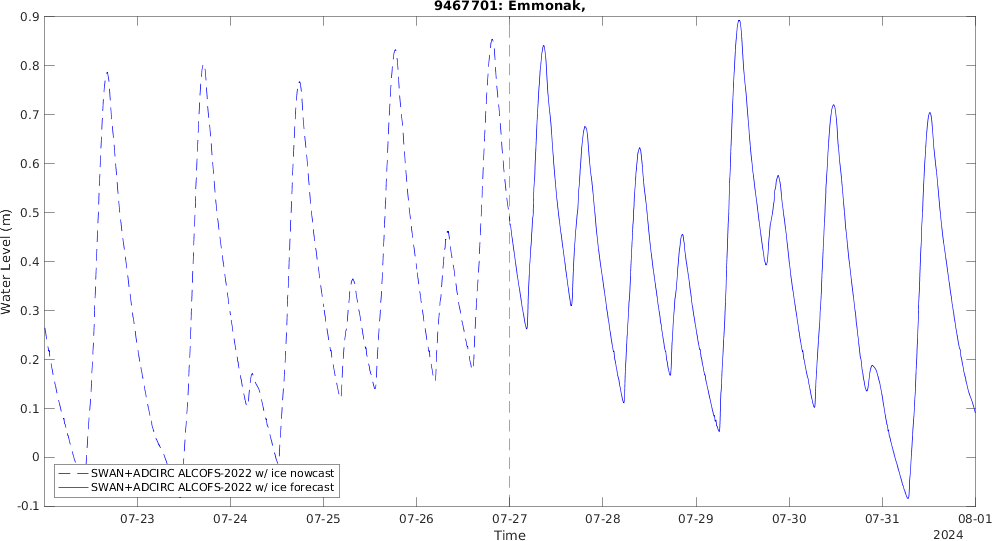 9467701: Emmonak,
0.9
0.8
0.7
0.6
0.5
0.4
0.3
0.2
0.1
0
-0.1
Water Level (m)
SWAN+ADCIRC ALCOFS-2022 w/ ice nowcast
SWAN+ADCIRC ALCOFS-2022 w/ ice forecast
07-23 07-24 07-25 07-26 07-27 07-28 07-29 07-30 07-31 08-01
Time
2024